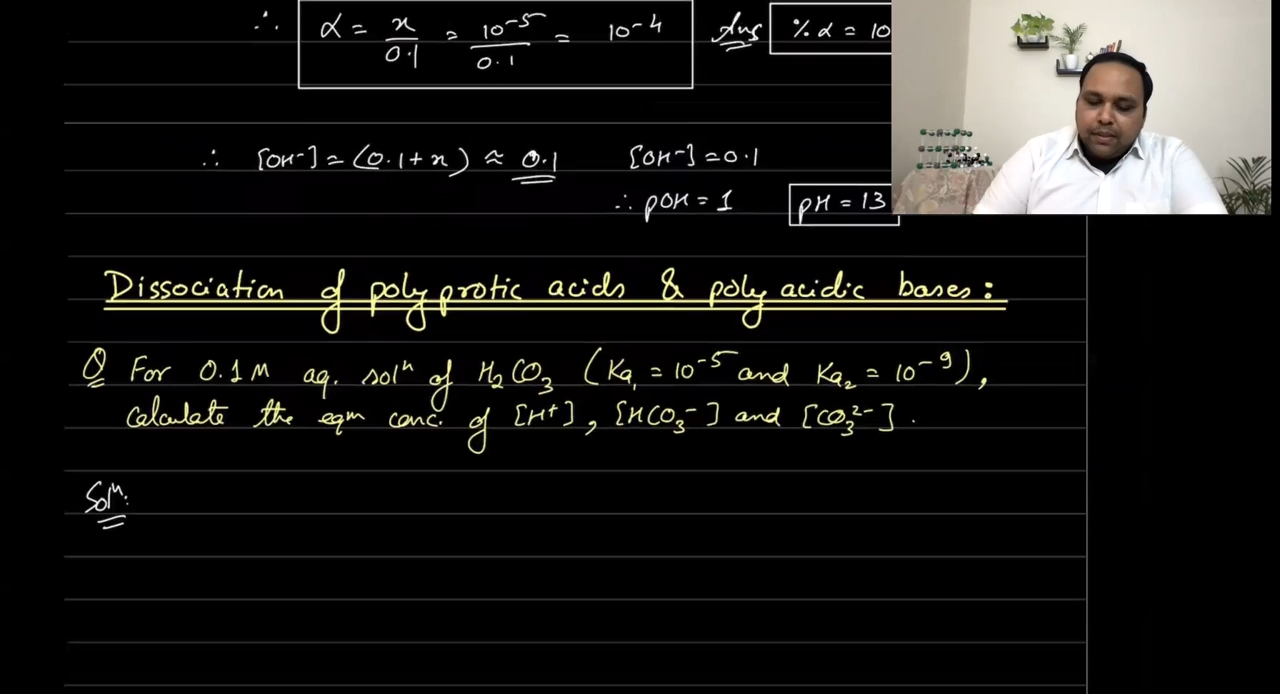 ∴ α = x/0.1 = 10⁻⁵/0.1 = 10⁻⁴ Ans % α = 10
∴ [OH⁻] = (0.1 + x) ≈ 0.1 [OH⁻] = 0.1
∴ pOH = 1 pH = 13
Dissociation of polyprotic acids & poly acidic bases :
Q For 0.1 M aq. solⁿ of H₂CO₃ (Ka₁ = 10⁻⁵ and Ka₂ = 10⁻⁹),
calculate the eqm conc. of [H⁺], [HCO₃⁻] and [CO₃²⁻].
Solⁿ: